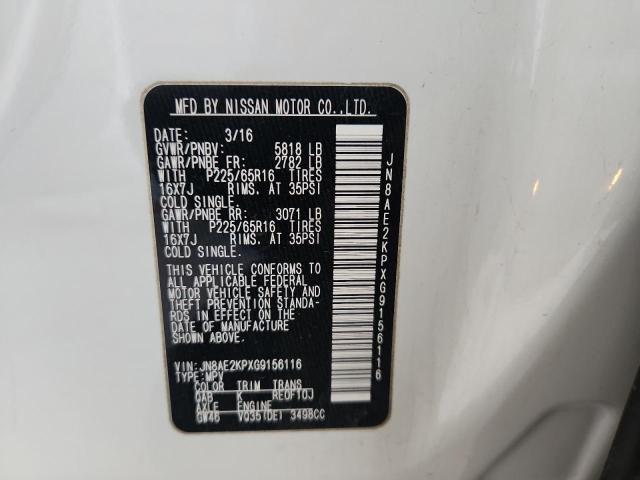 MFD BY NISSAN MOTOR CO.,LTD.
DATE: 3/16
GVWR/PNBV: 5818 LB
GAWR/PNBE FR: 2782 LB
WITH P225/65R16 TIRES
16X7J RIMS. AT 35PSI
COLD SINGLE.
GAWR/PNBE RR: 3071 LB
WITH P225/65R16 TIRES
16X7J RIMS. AT 35PSI
COLD SINGLE.
THIS VEHICLE CONFORMS TO
ALL APPLICABLE FEDERAL
MOTOR VEHICLE SAFETY AND
THEFT PREVENTION STANDA-
RDS IN EFFECT ON THE
DATE OF MANUFACTURE
SHOWN ABOVE.
VIN:JN8AE2KPXG9156116
TYPE:MPV
COLOR TRIM TRANS
QAB K RE0F10J
AXLE ENGINE
GW46 VQ35(DE) 3498CC
JN8AE2KPXG9156116